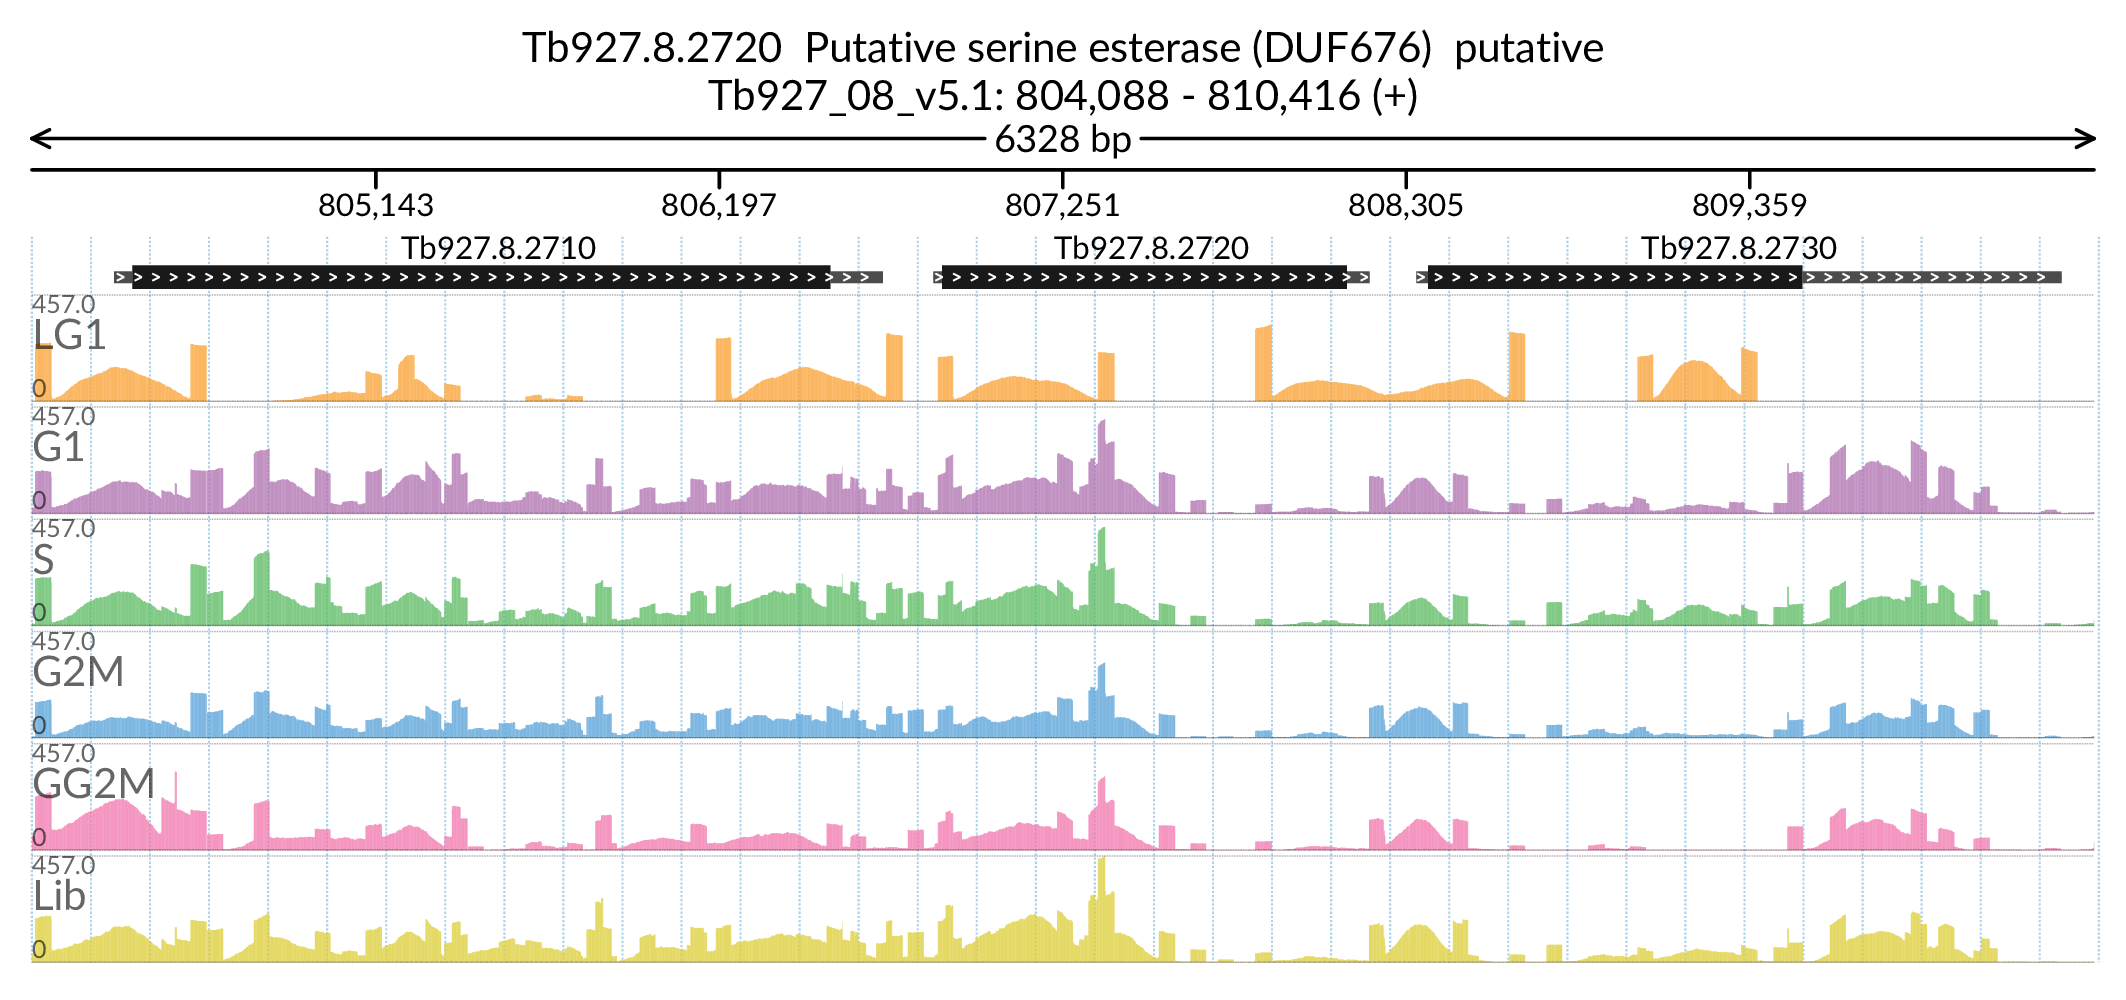 Tb927.8.2720  Putative serine esterase (DUF676)  putative
Tb927_08_v5.1: 804,088 - 810,416 (+)
6328 bp
805,143 806,197 807,251 808,305 809,359
Tb927.8.2710 Tb927.8.2720 Tb927.8.2730
457.0
LG1
0
457.0
G1
0
457.0
S
0
457.0
G2M
0
457.0
GG2M
0
457.0
Lib
0